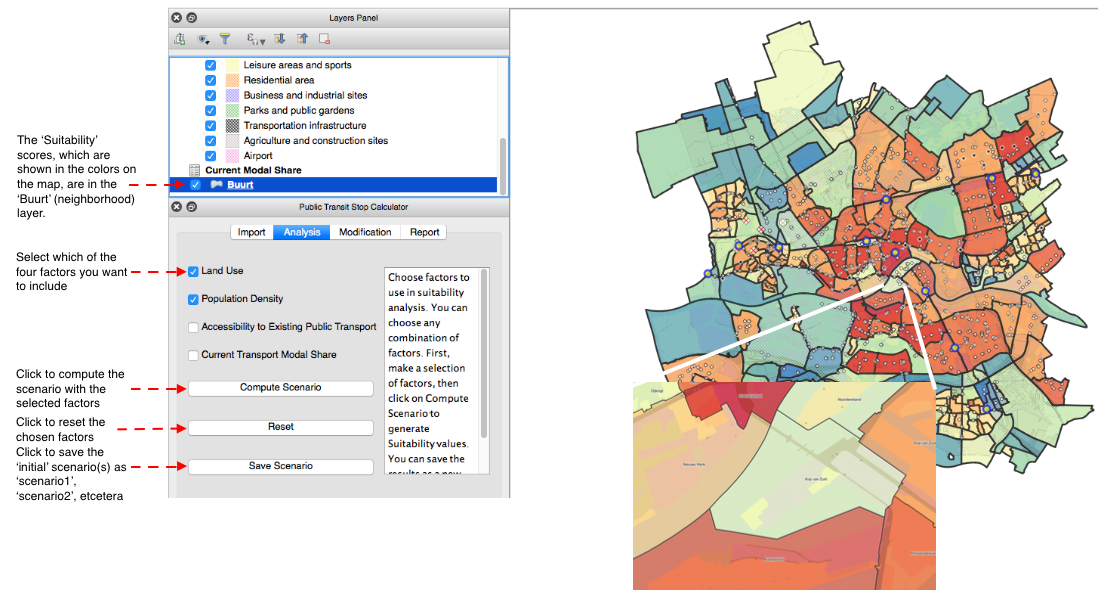 Layers Panel
Leisure areas and sports
Residential area
Business and industrial sites
Parks and public gardens
Transportation infrastructure
Agriculture and construction sites
Airport
Current Modal Share
Buurt
The ‘Suitability’
scores, which are
shown in the colors on
the map, are in the
‘Buurt’ (neighborhood)
layer.
Public Transit Stop Calculator
Import
Analysis
Modification
Report
Select which of the
four factors you want
to include
Land Use
Population Density
Accessibility to Existing Public Transport
Current Transport Modal Share
Choose factors to
use in suitability
analysis. You can
choose any
combination of
factors. First,
make a selection
of factors, then
click on Compute
Scenario to
generate
Suitability values.
You can save the
results as a new
Click to compute the
scenario with the
selected factors
Compute Scenario
Click to reset the
chosen factors
Reset
Click to save the
‘initial’ scenario(s) as
‘scenario1’,
‘scenario2’, etcetera
Save Scenario
Noordereiland
Nieuwe Werk
Kop van Zuid